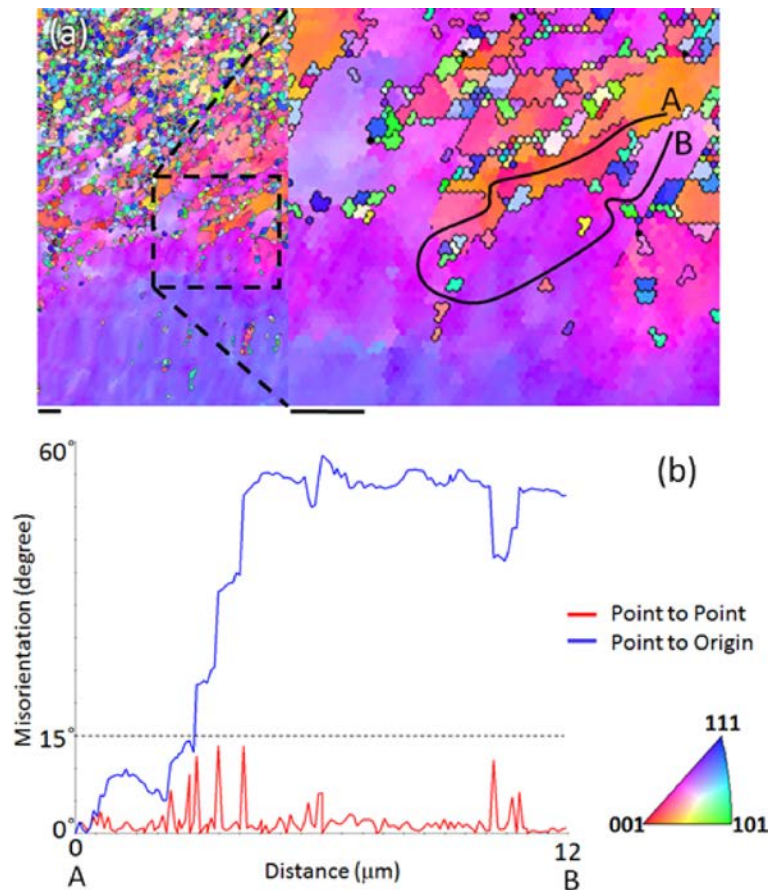 (a)
A
B
60°
(b)
Misorientation (degree)
Point to Point
Point to Origin
15°
111
0°
001
101
0
Distance (μm)
12
A
B